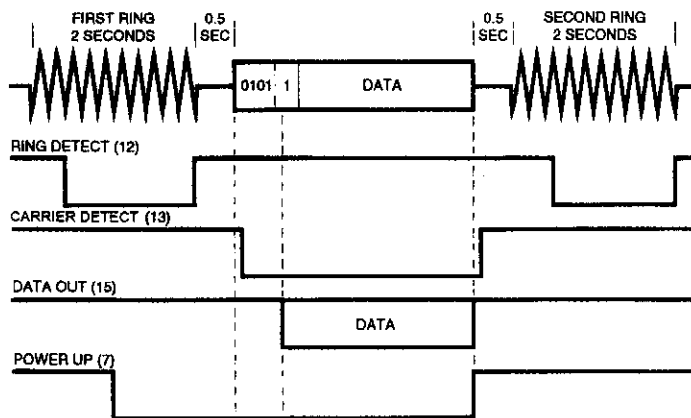 FIRST RING
2 SECONDS
0.5
SEC
0.5
SEC
SECOND RING
2 SECONDS
0101 1 DATA
RING DETECT (12)
CARRIER DETECT (13)
DATA OUT (15)
DATA
POWER UP (7)